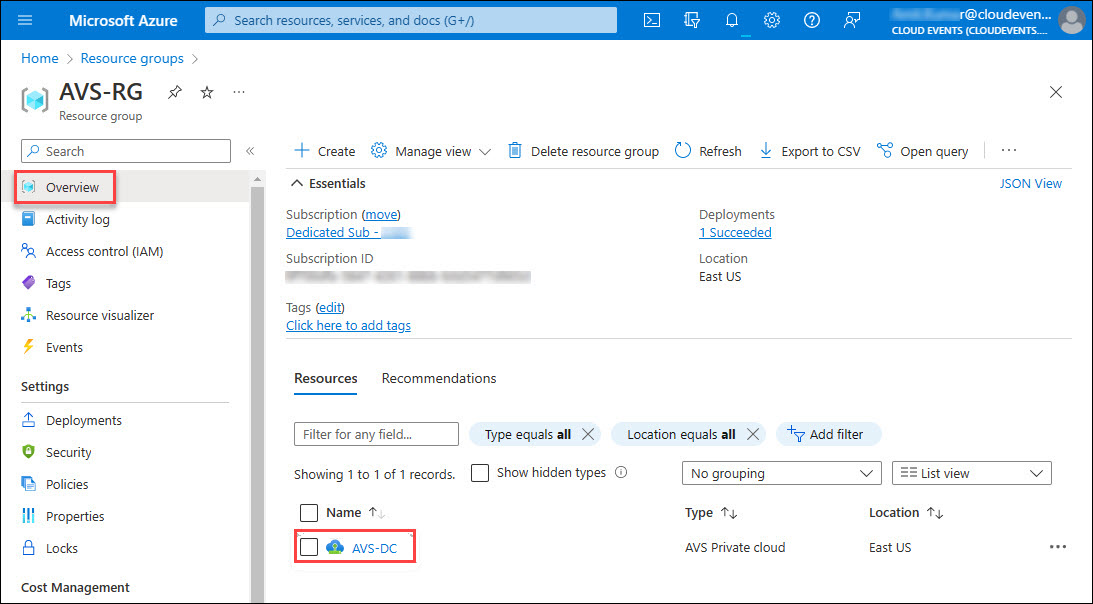 Microsoft Azure
Search resources, services, and docs (G+/)
r@cloudeven...
CLOUD EVENTS (CLOUDEVENTS....
Home > Resource groups >
AVS-RG
...
Resource group
Search
«
Overview
Activity log
Access control (IAM)
Tags
Resource visualizer
Events
Settings
Deployments
Security
Policies
Properties
Locks
Cost Management
Create
Manage view
Delete resource group
Refresh
Export to CSV
Open query
...
Essentials
JSON View
Subscription (move)
Dedicated Sub -
Subscription ID
Tags (edit)
Click here to add tags
Deployments
1 Succeeded
Location
East US
Resources Recommendations
Filter for any field...
Type equals all
Location equals all
Add filter
Showing 1 to 1 of 1 records.
Show hidden types
No grouping
List view
Name Type Location
AVS-DC AVS Private cloud East US ...